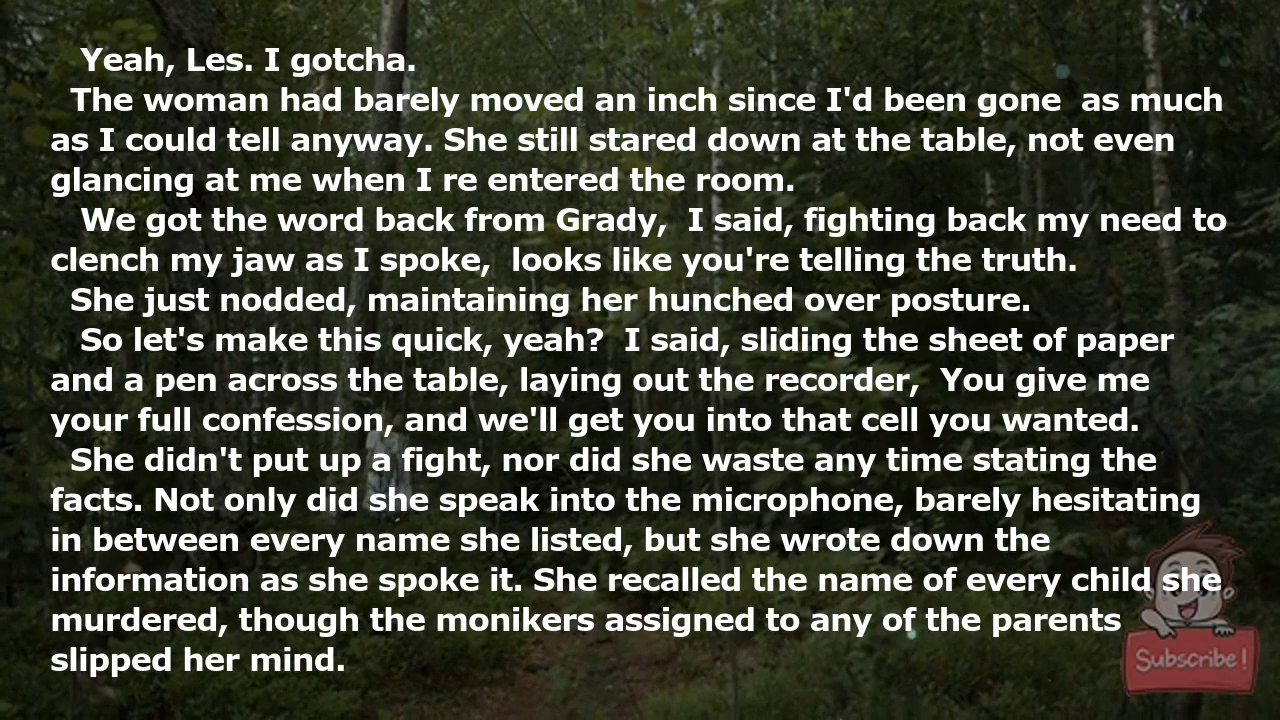 Yeah, Les. I gotcha.
The woman had barely moved an inch since I'd been gone  as much
as I could tell anyway. She still stared down at the table, not even
glancing at me when I re entered the room.
We got the word back from Grady,  I said, fighting back my need to
clench my jaw as I spoke,  looks like you're telling the truth.
She just nodded, maintaining her hunched over posture.
So let's make this quick, yeah?  I said, sliding the sheet of paper
and a pen across the table, laying out the recorder,  You give me
your full confession, and we'll get you into that cell you wanted.
She didn't put up a fight, nor did she waste any time stating the
facts. Not only did she speak into the microphone, barely hesitating
in between every name she listed, but she wrote down the
information as she spoke it. She recalled the name of every child she
murdered, though the monikers assigned to any of the parents
slipped her mind.
Subscribe!